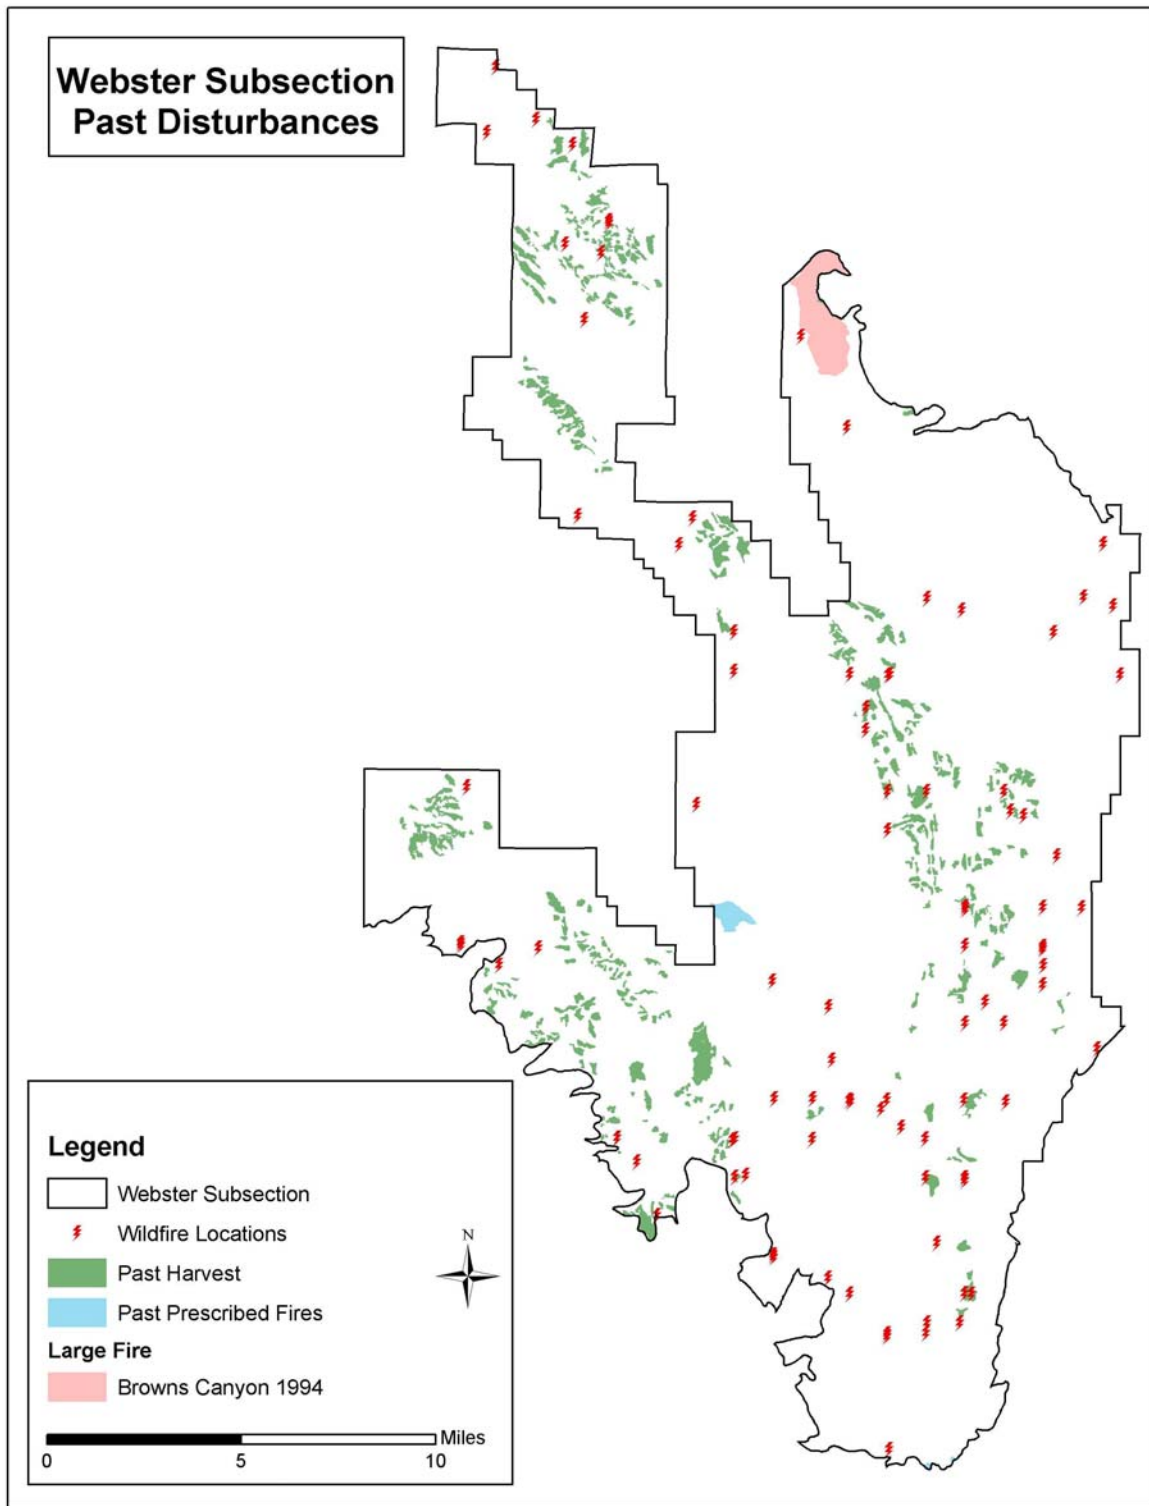 Webster Subsection
Past Disturbances
Legend
Webster Subsection
Wildfire Locations
N
Past Harvest
Past Prescribed Fires
Large Fire
Browns Canyon 1994
Miles
0 5 10